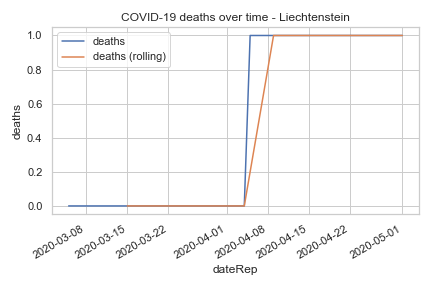 COVID-19 deaths over time - Liechtenstein
deaths
deaths (rolling)
1.0
0.8
0.6
0.4
0.2
0.0
deaths
2020-03-08
2020-03-15
2020-03-22
2020-04-01
2020-04-08
2020-04-15
2020-04-22
2020-05-01
dateRep